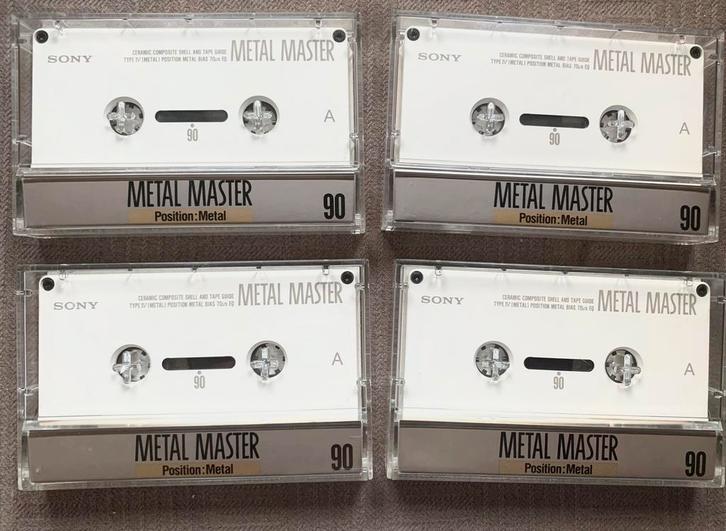 SONY
CERAMIC COMPOSITE SHELL AND TAPE GUIDE
TYPE IV (METAL) POSITION METAL BIAS 70µs EQ
METAL MASTER
A
90
METAL MASTER
Position:Metal
90
SONY
CERAMIC COMPOSITE SHELL AND TAPE GUIDE
TYPE IV (METAL) POSITION METAL BIAS 70µs EQ
METAL MASTER
A
90
METAL MASTER
Position:Metal
90
SONY
CERAMIC COMPOSITE SHELL AND TAPE GUIDE
TYPE IV (METAL) POSITION METAL BIAS 70µs EQ
METAL MASTER
A
90
METAL MASTER
Position:Metal
90
SONY
CERAMIC COMPOSITE SHELL AND TAPE GUIDE
TYPE IV (METAL) POSITION METAL BIAS 70µs EQ
METAL MASTER
A
90
METAL MASTER
Position:Metal
90